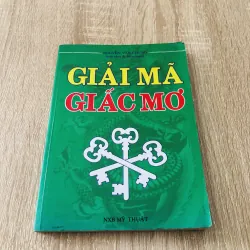 GIẢI MÃ
GIẤC MƠ
NXB MỸ THUẬT